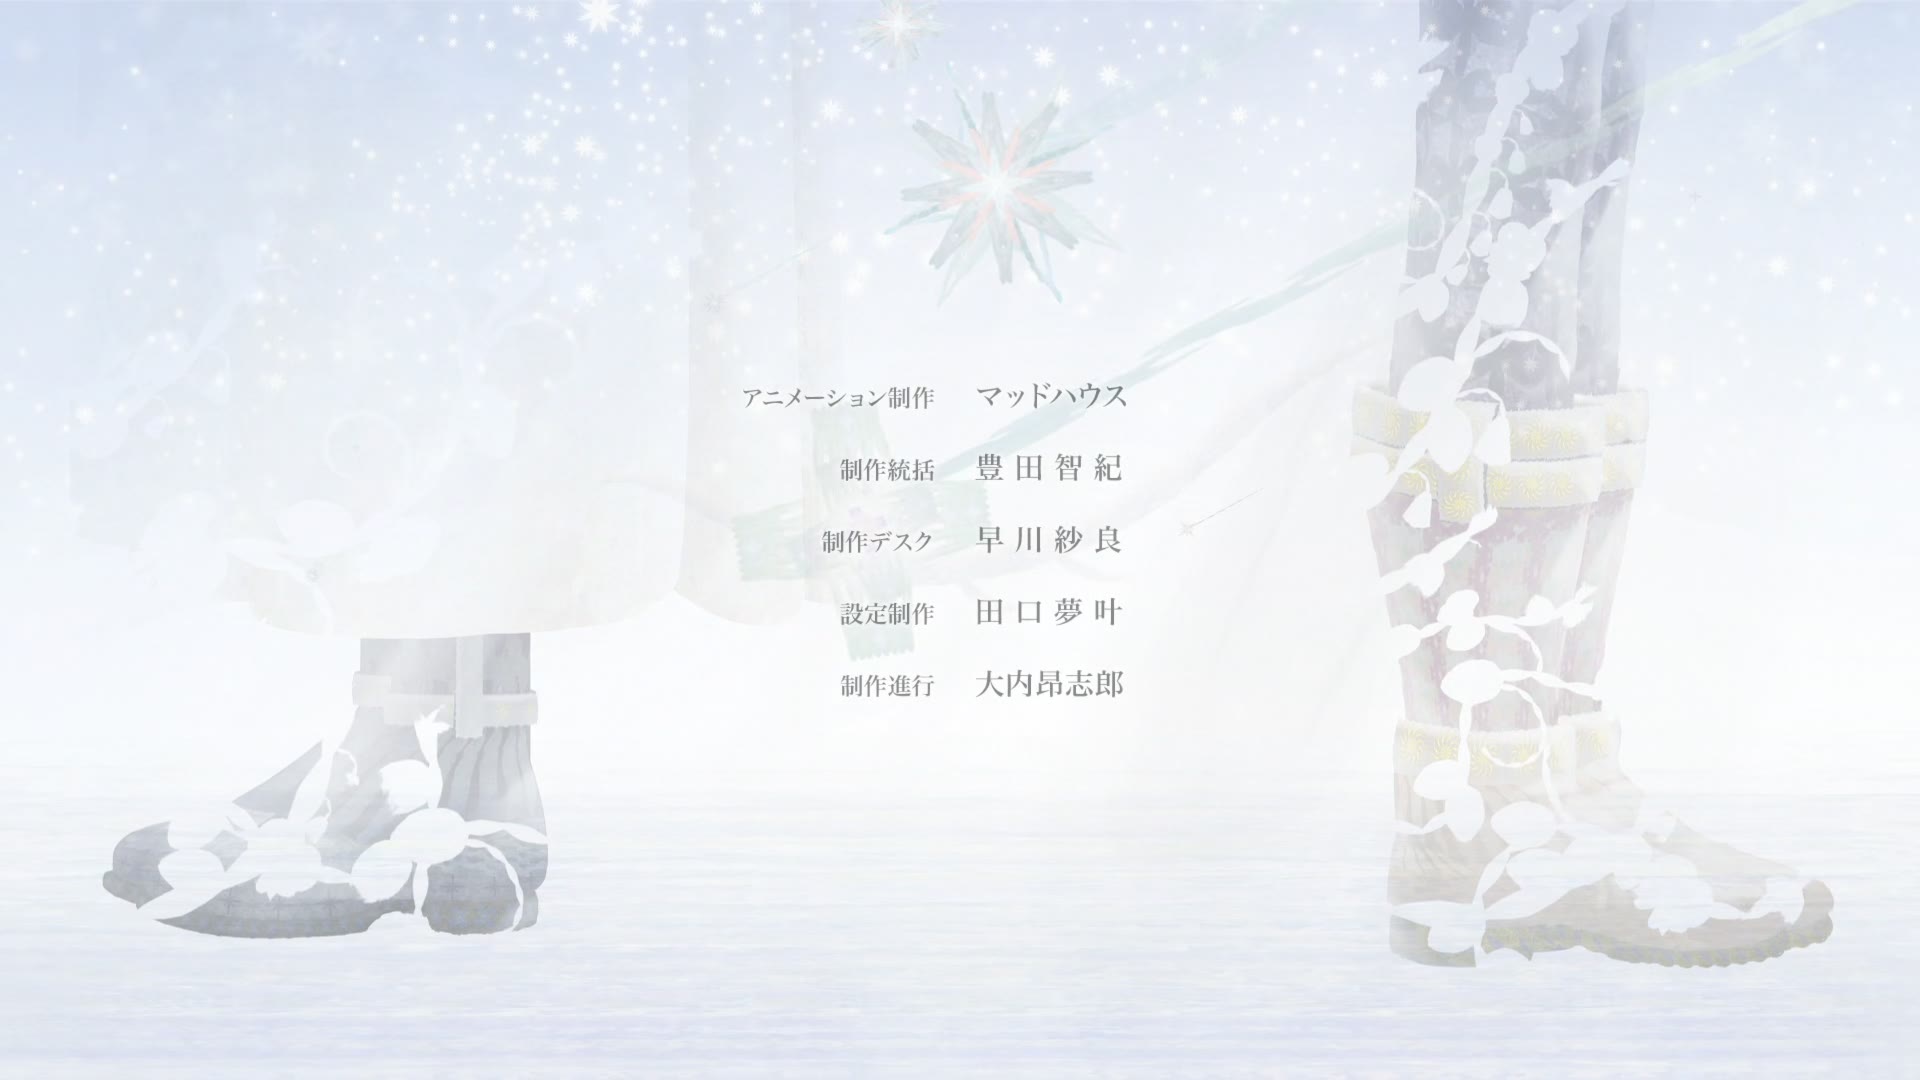 アニメーション制作 マッドハウス
制作統括 豊田智紀
制作デスク 早川紗良
設定制作 田口夢叶
制作進行 大内昂志郎